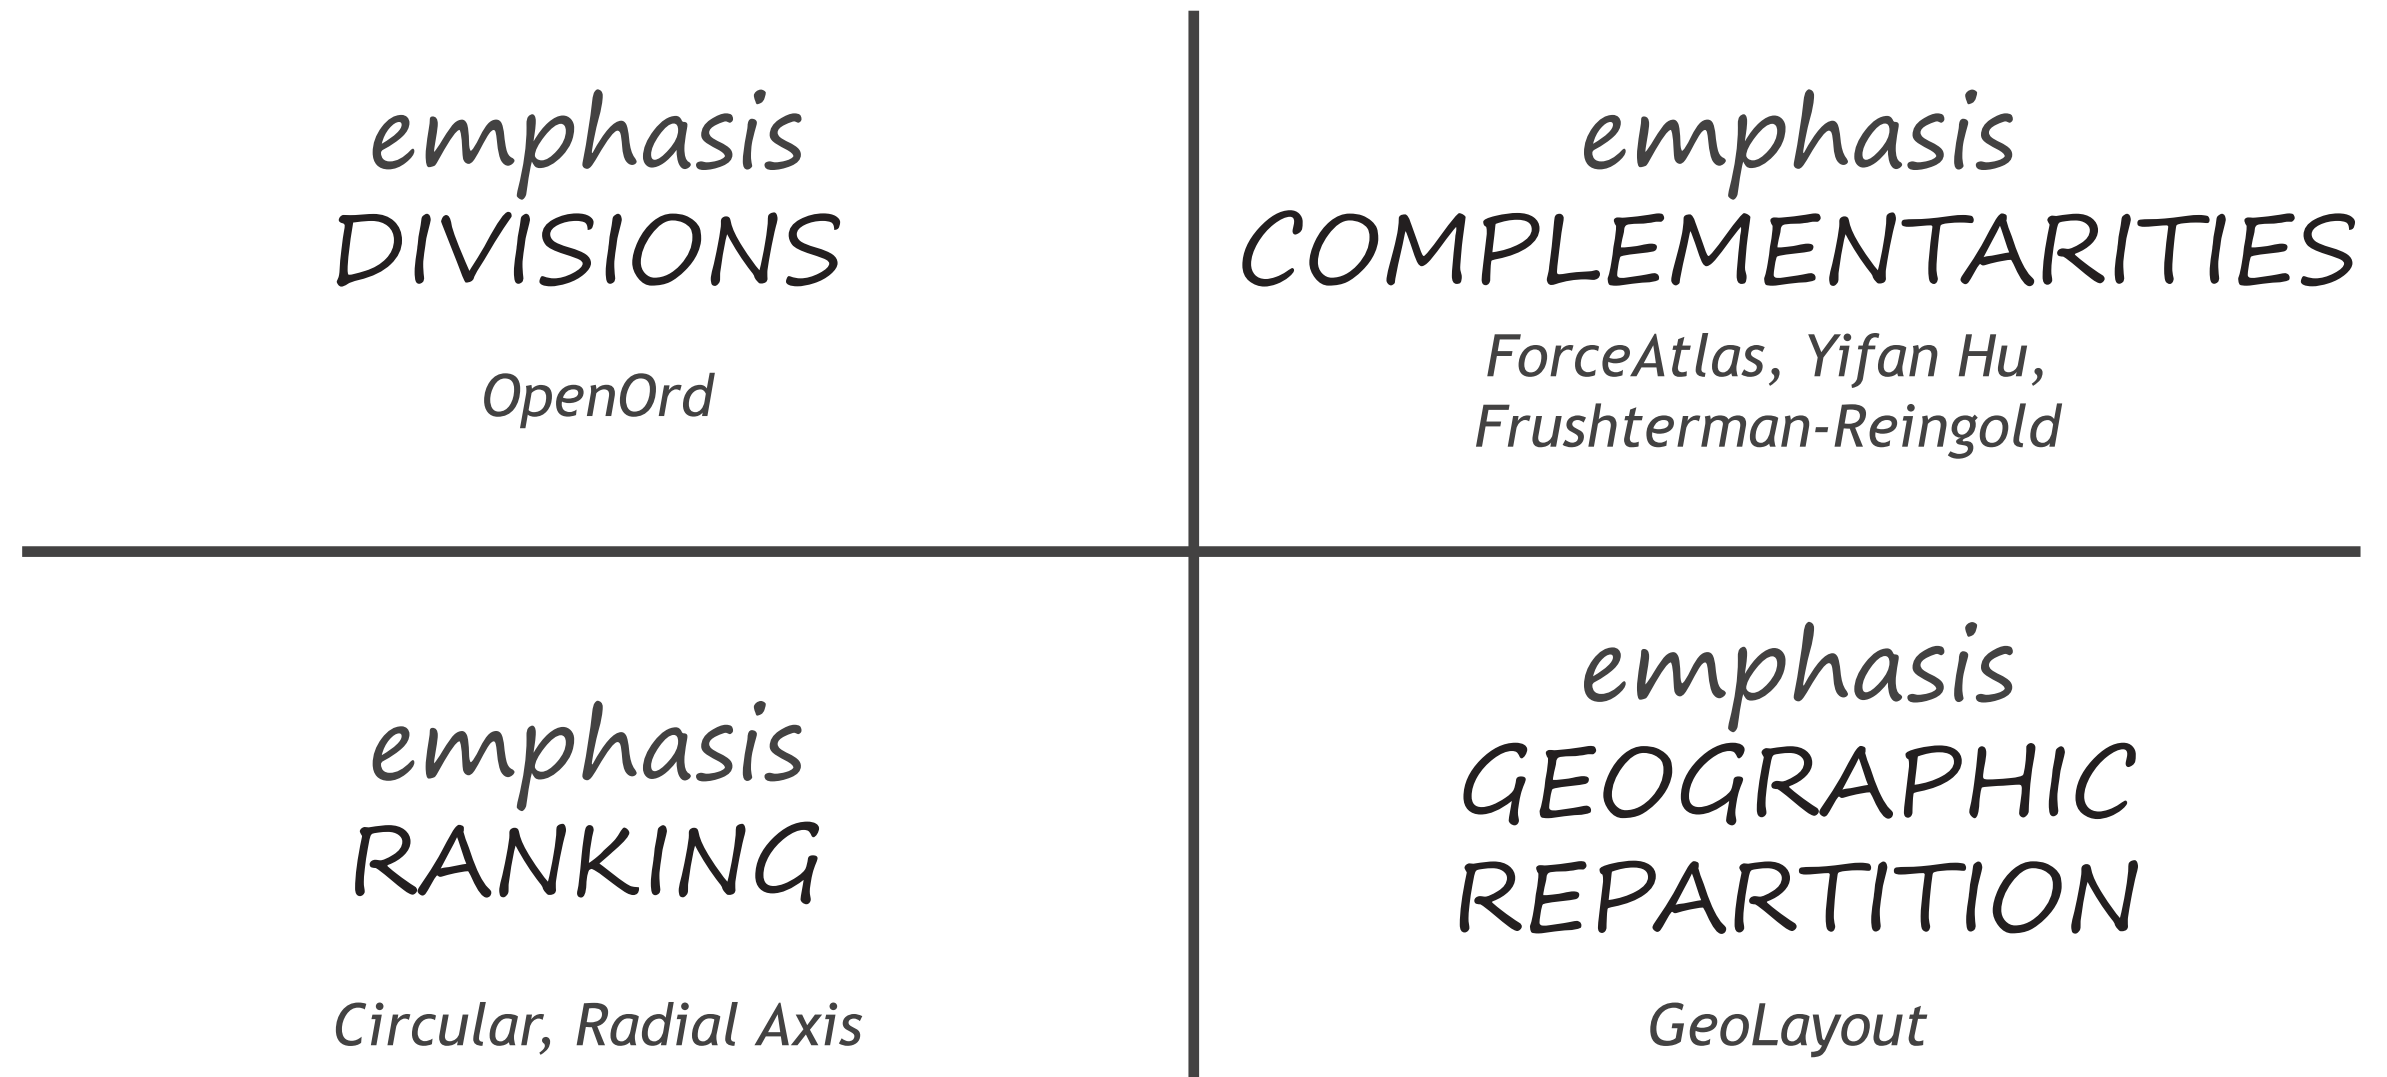 emphasis
DIVISIONS
OpenOrd
emphasis
COMPLEMENTARITIES
ForceAtlas, Yifan Hu,
Frushterman-Reingold
emphasis
RANKING
Circular, Radial Axis
emphasis
GEOGRAPHIC
REPARTITION
GeoLayout